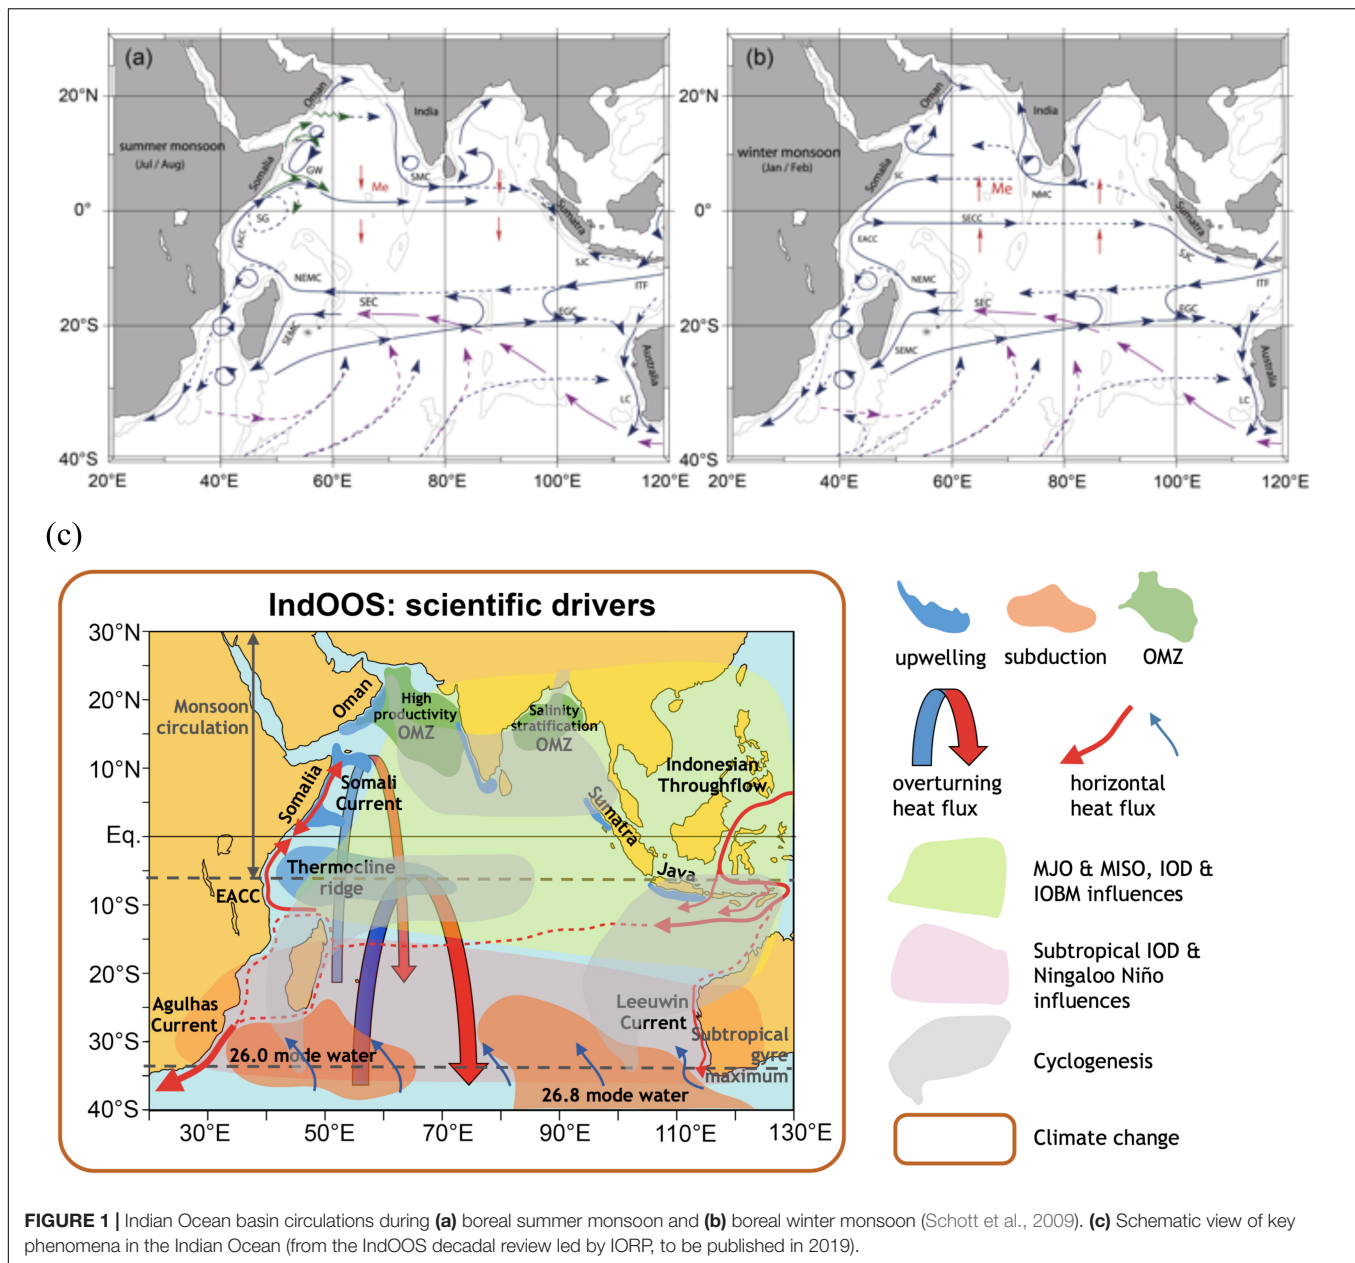 (a)
20°N
0°
20°S
40°S
20°E
40°E
60°E
80°E
100°E
120°E
summer monsoon
(Jul / Aug)
Oman
India
Somalia
GW
SMC
Me
SG
EACC
Sumatra
SJC
NEMC
ITF
SEC
EGC
SEMC
Australia
LC
(b)
20°N
0°
20°S
40°S
20°E
40°E
60°E
80°E
100°E
120°E
winter monsoon
(Jan / Feb)
Oman
India
Somalia
SC
Me
NMC
SECC
Sumatra
EACC
SJC
NEMC
ITF
SEC
EGC
SEMC
Australia
LC
(c)
IndOOS: scientific drivers
30°N
20°N
10°N
Eq.
10°S
20°S
30°S
40°S
30°E
50°E
70°E
90°E
110°E
130°E
Monsoon
circulation
Oman
High
productivity
OMZ
Salinity
stratification
OMZ
Somalia
Somali
Current
Indonesian
Throughflow
Sumatra
Thermocline
ridge
Java
EACC
Agulhas
Current
Leeuwin
Current
Subtropical
gyre
maximum
26.0 mode water
26.8 mode water
upwelling
subduction
OMZ
overturning
heat flux
horizontal
heat flux
MJO & MISO, IOD &
IOBM influences
Subtropical IOD &
Ningaloo Niño
influences
Cyclogenesis
Climate change
FIGURE 1 | Indian Ocean basin circulations during (a) boreal summer monsoon and (b) boreal winter monsoon (Schott et al., 2009). (c) Schematic view of key
phenomena in the Indian Ocean (from the IndOOS decadal review led by IORP, to be published in 2019).